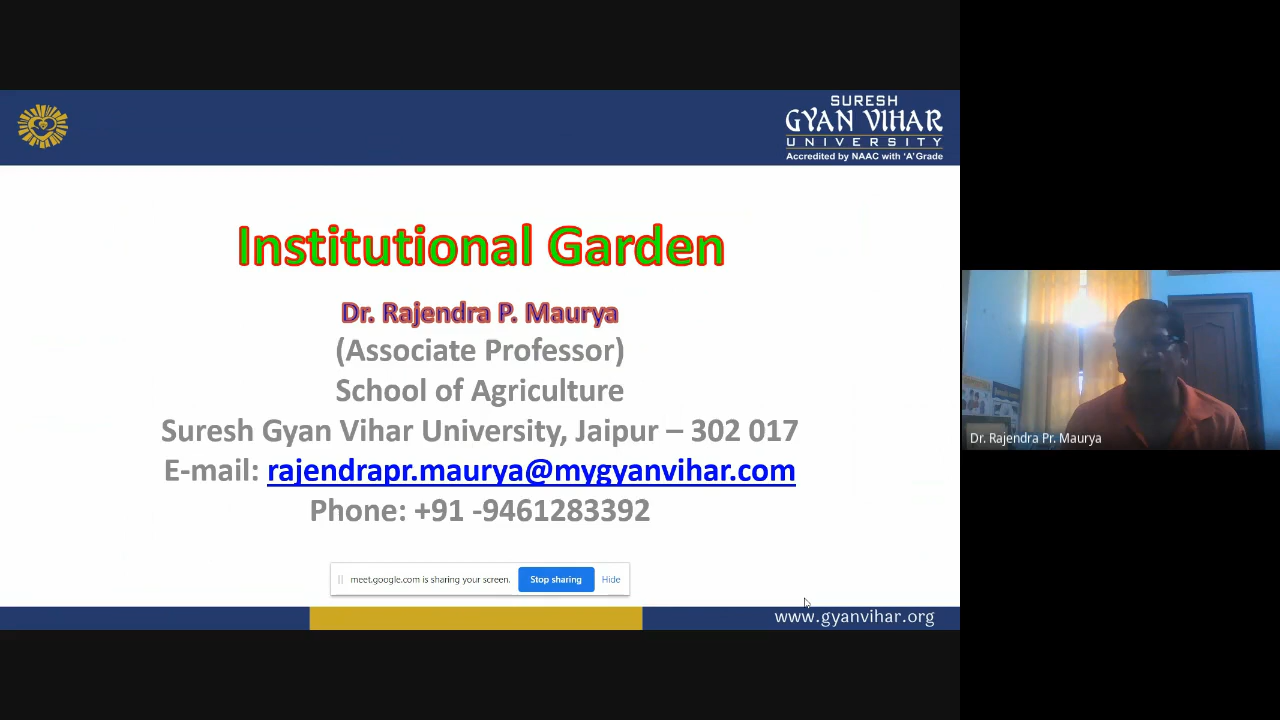 SURESH
GYAN VIHAR
UNIVERSITY
Accredited by NAAC with 'A'Grade
Institutional Garden
Dr. Rajendra P. Maurya
(Associate Professor)
School of Agriculture
Suresh Gyan Vihar University, Jaipur – 302 017
E-mail: rajendrapr.maurya@mygyanvihar.com
Phone: +91 -9461283392
Dr. Rajendra Pr. Maurya
meet.google.com is sharing your screen. Stop sharing Hide
www.gyanvihar.org